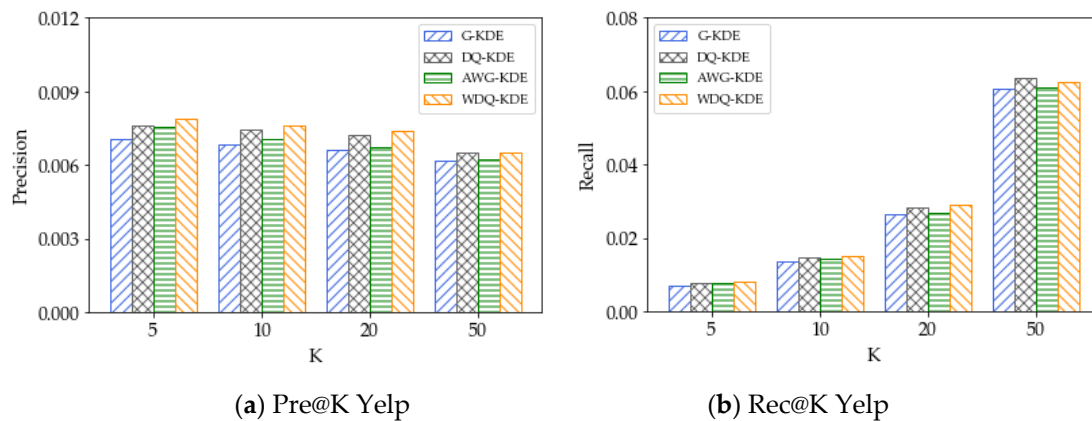 0.012
0.009
0.006
0.003
0.000
Precision
G-KDE
DQ-KDE
AWG-KDE
WDQ-KDE
5 10 20 50
K
(a) Pre@K Yelp
0.08
0.06
0.04
0.02
0.00
Recall
G-KDE
DQ-KDE
AWG-KDE
WDQ-KDE
5 10 20 50
K
(b) Rec@K Yelp